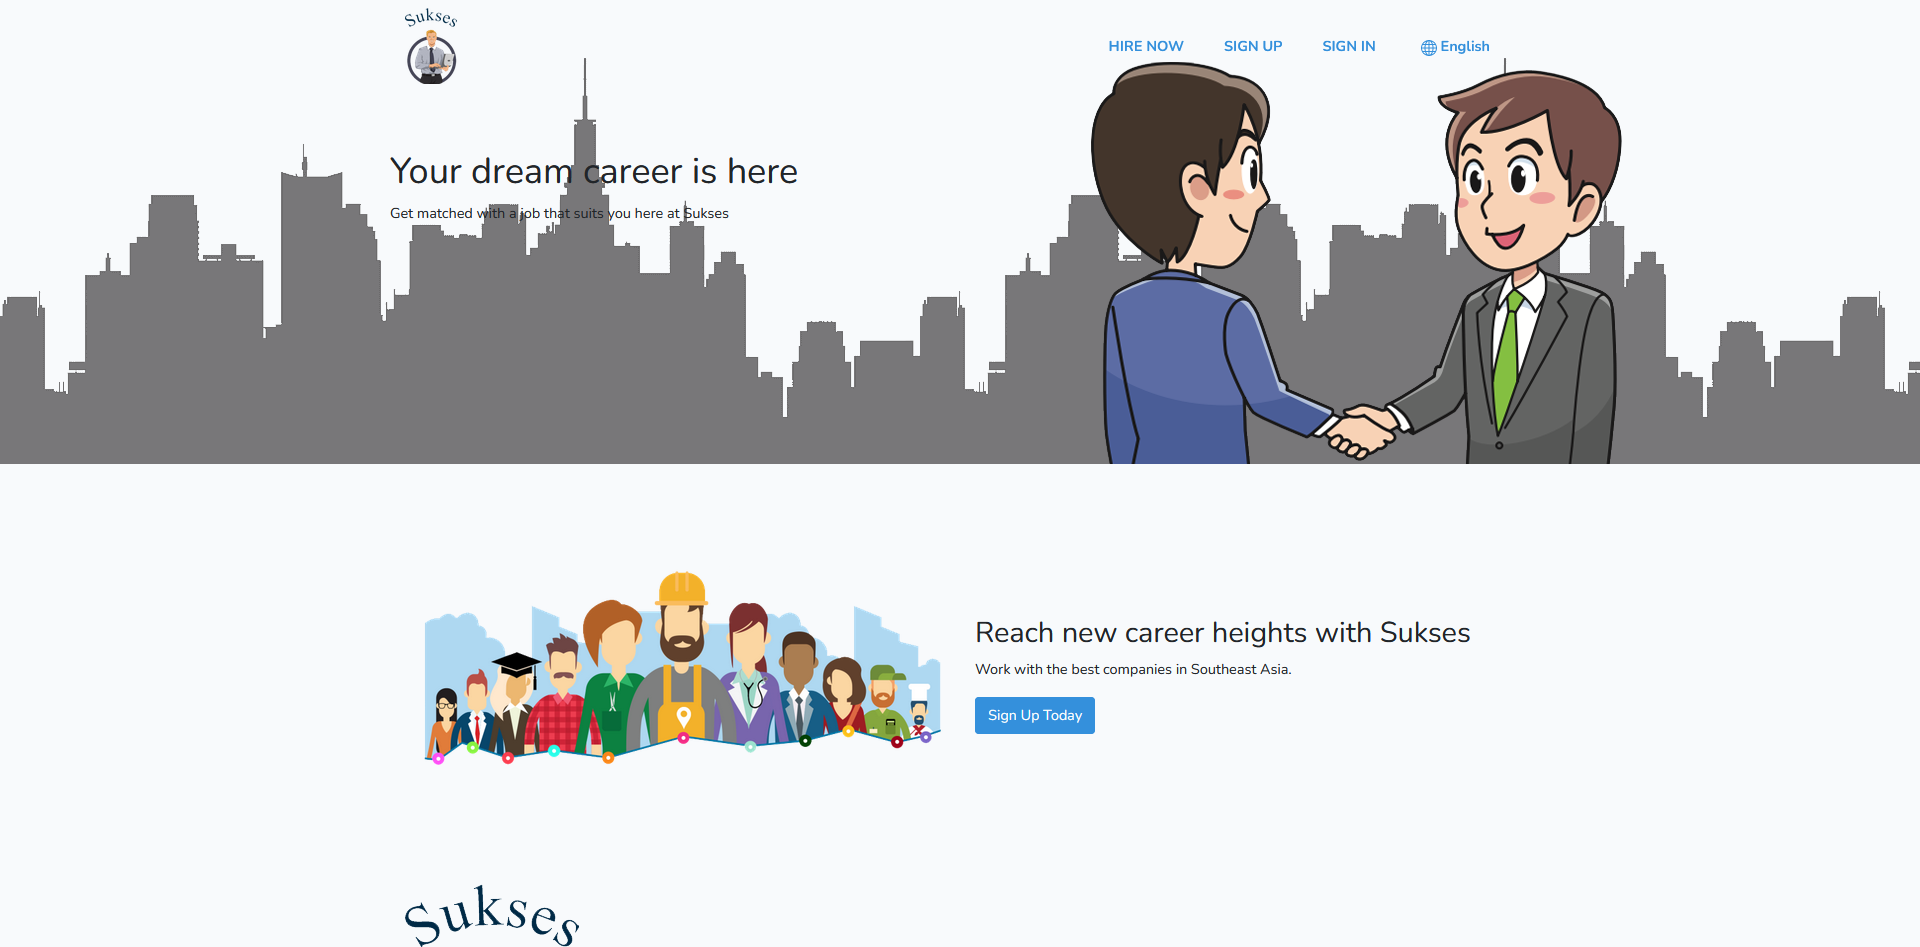 Sukses
HIRE NOW
SIGN UP
SIGN IN
English
Your dream career is here
Get matched with a job that suits you here at Sukses
Reach new career heights with Sukses
Work with the best companies in Southeast Asia.
Sign Up Today
Sukses